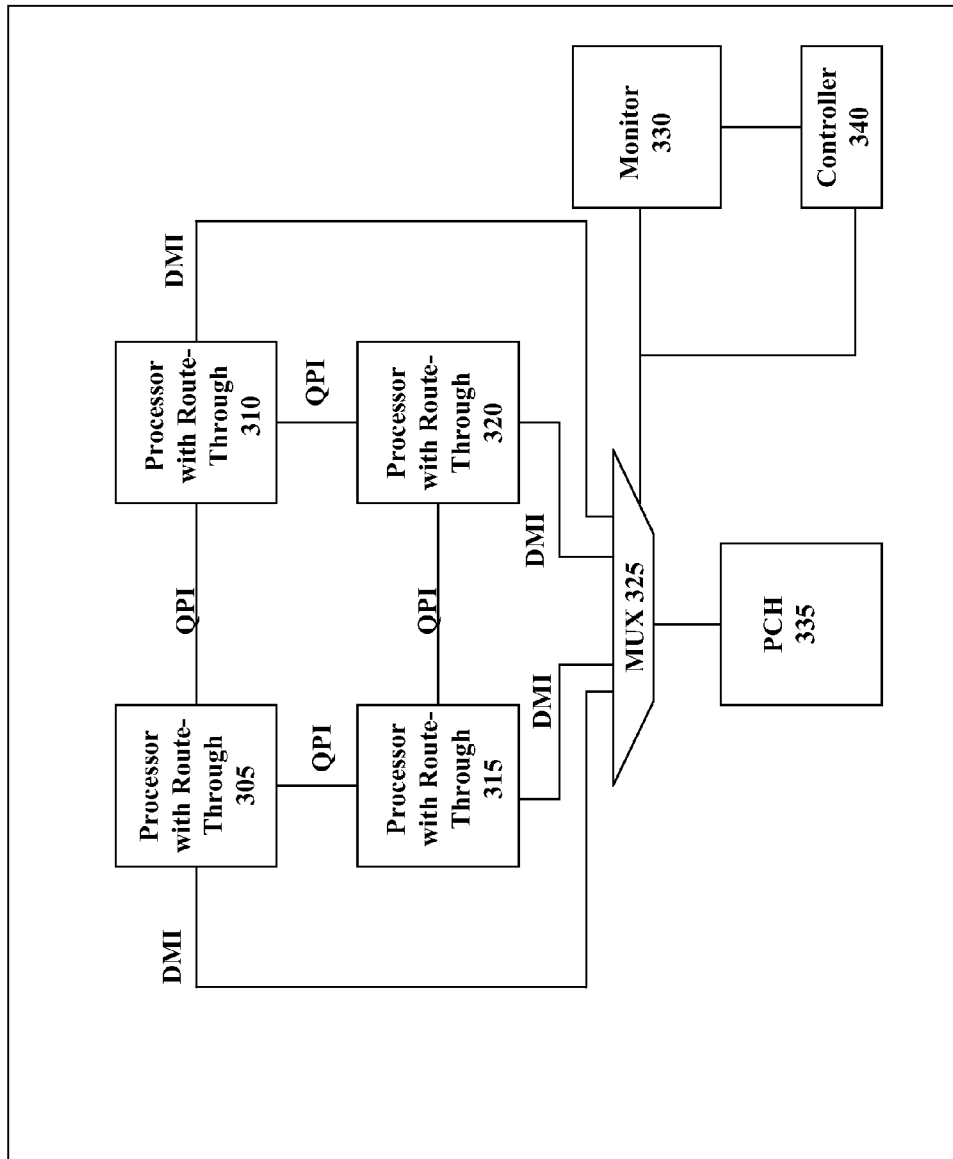 DMI
Processor
with Route-
Through
305
QPI
Processor
with Route-
Through
310
DMI
QPI
QPI
Processor
with Route-
Through
315
QPI
Processor
with Route-
Through
320
DMI
DMI
MUX 325
PCH
335
Monitor
330
Controller
340